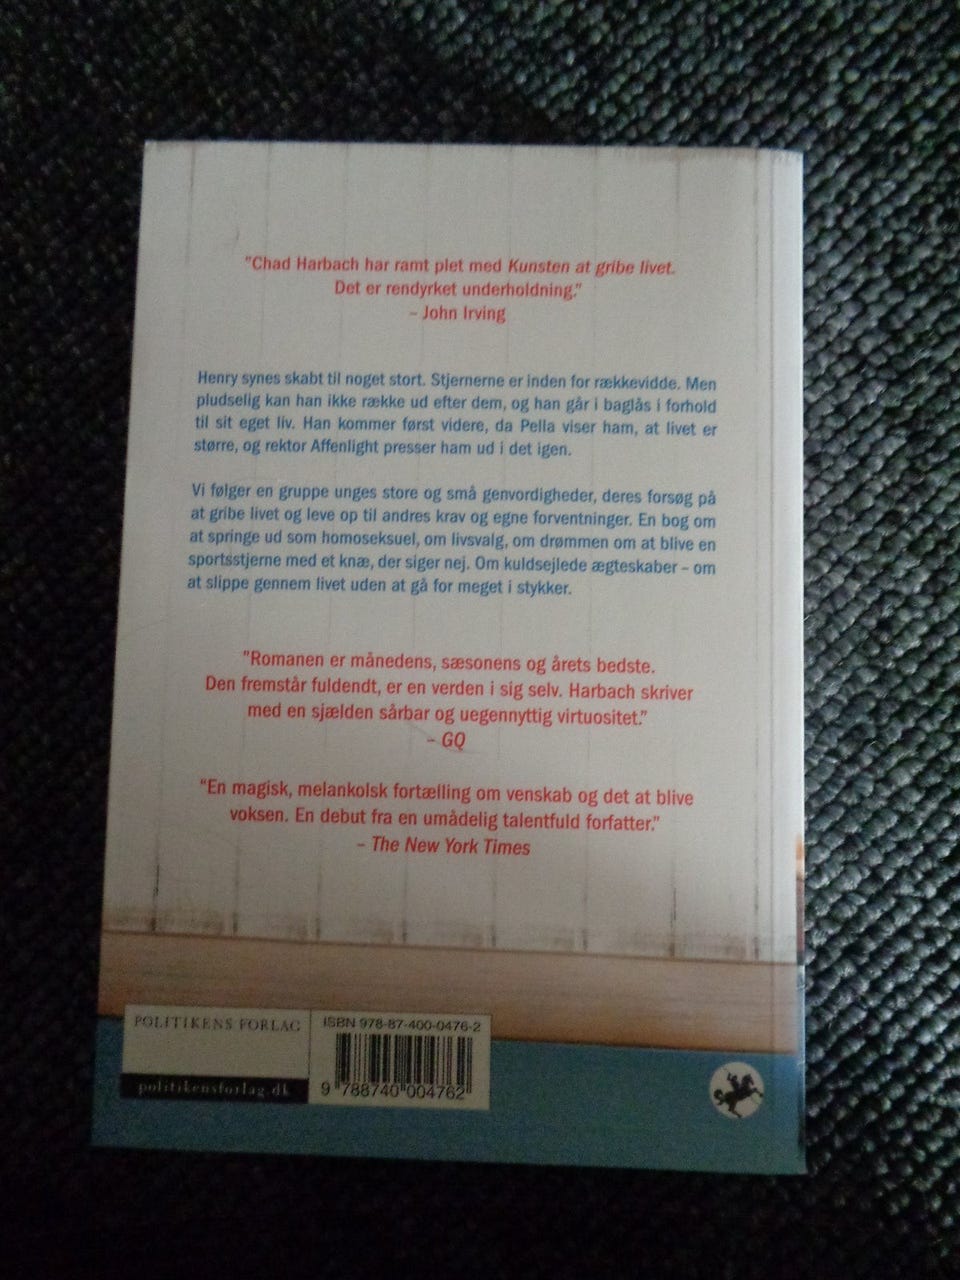 "Chad Harbach har ramt plet med Kunsten at gribe livet.
Det er rendyrket underholdning."
– John Irving
Henry synes skabt til noget stort. Stjernerne er inden for rækkevidde. Men
pludselig kan han ikke række ud efter dem, og han går i baglås i forhold
til sit eget liv. Han kommer først videre, da Pella viser ham, at livet er
større, og rektor Affenlight presser ham ud i det igen.
Vi følger en gruppe unges store og små genvordigheder, deres forsøg på
at gribe livet og leve op til andres krav og egne forventninger. En bog om
at springe ud som homoseksuel, om livsvalg, om drømmen om at blive en
sportsstjerne med et knæ, der siger nej. Om kuldsejlede ægteskaber – om
at slippe gennem livet uden at gå for meget i stykker.
"Romanen er månedens, sæsonens og årets bedste.
Den fremstår fuldendt, er en verden i sig selv. Harbach skriver
med en sjælden sårbar og uegennyttig virtuositet."
– GQ
"En magisk, melankolsk fortælling om venskab og det at blive
voksen. En debut fra en umådelig talentfuld forfatter."
– The New York Times
POLITIKENS FORLAG
politikensforlag.dk
ISBN 978-87-400-0476-2
9 788740 004762